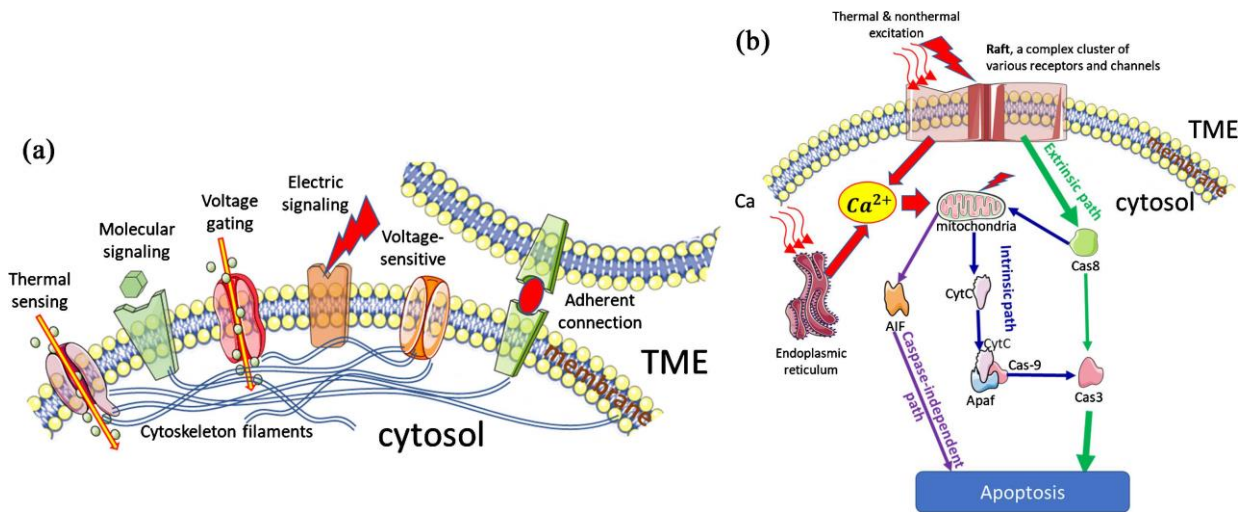 (a)
Thermal
sensing
Molecular
signaling
Voltage
gating
Electric
signaling
Voltage-
sensitive
Adherent
connection
TME
membrane
Cytoskeleton filaments
cytosol
(b)
Thermal & nonthermal
excitation
Raft, a complex cluster of
various receptors and channels
TME
membrane
cytosol
Extrinsic path
Ca
Ca²⁺
mitochondria
Endoplasmic
reticulum
Cas8
Intrinsic path
CytC
AIF
CytC
Cas-9
Apaf
Cas3
Caspase-independent
path
Apoptosis